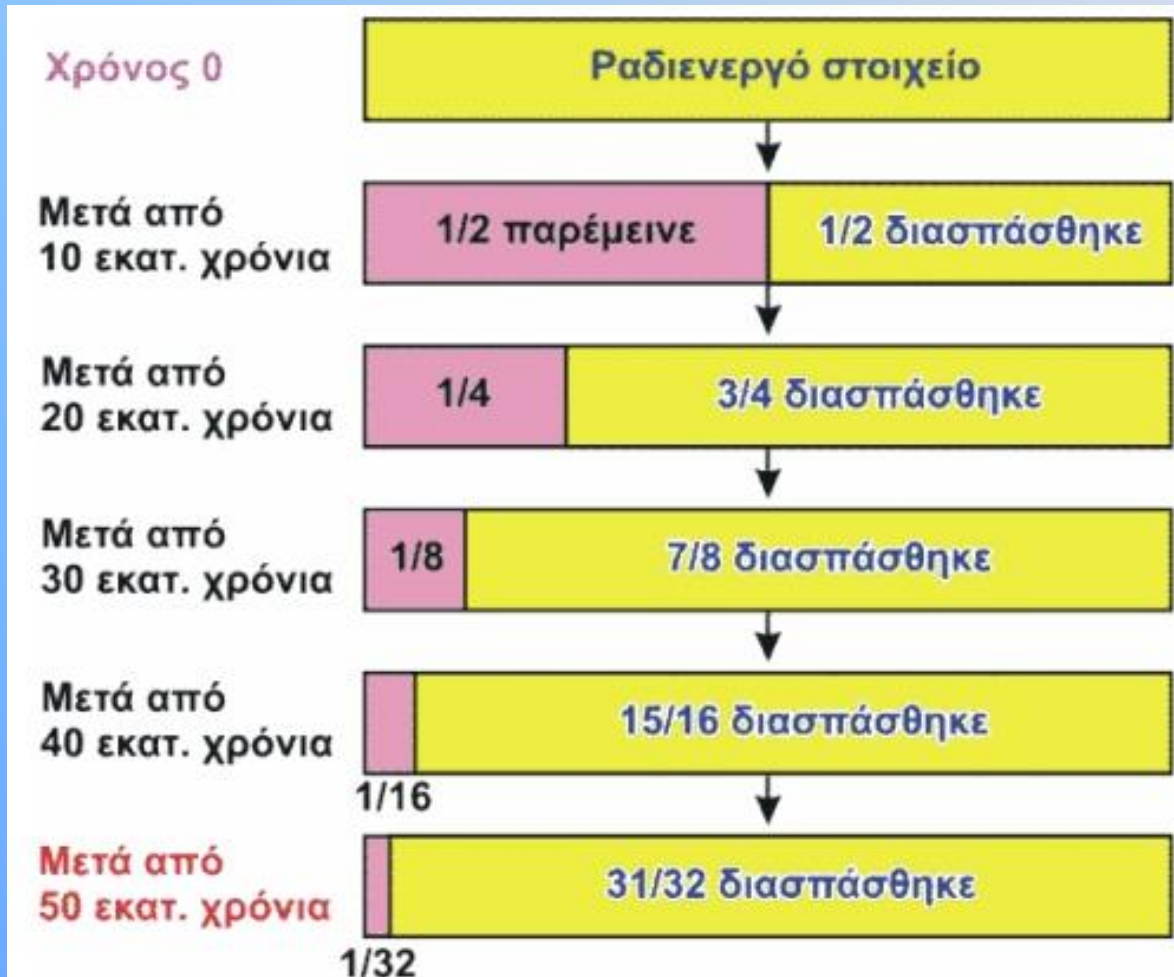 Χρόνος 0
Ραδιενεργό στοιχείο
Μετά από
10 εκατ. χρόνια
1/2 παρέμεινε
1/2 διασπάσθηκε
Μετά από
20 εκατ. χρόνια
1/4
3/4 διασπάσθηκε
Μετά από
30 εκατ. χρόνια
1/8
7/8 διασπάσθηκε
Μετά από
40 εκατ. χρόνια
15/16 διασπάσθηκε
1/16
Μετά από
50 εκατ. χρόνια
31/32 διασπάσθηκε
1/32